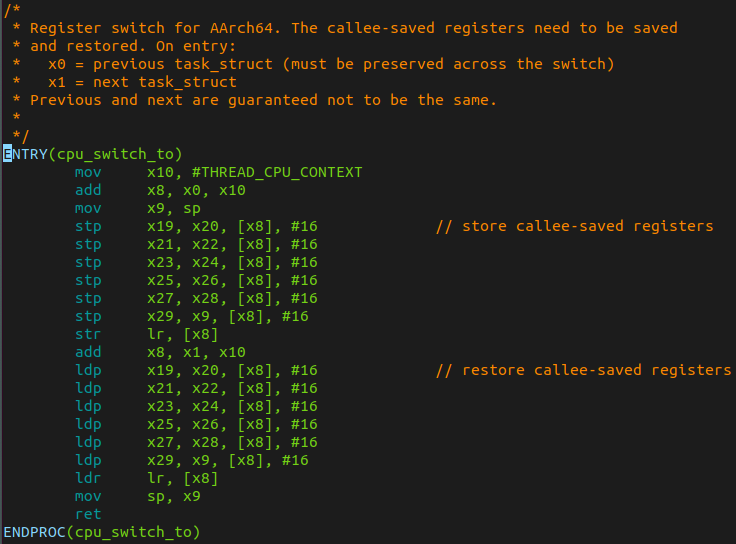 /*
 * Register switch for AArch64. The callee-saved registers need to be saved
 * and restored. On entry:
 *   x0 = previous task_struct (must be preserved across the switch)
 *   x1 = next task_struct
 * Previous and next are guaranteed not to be the same.
 *
 */
ENTRY(cpu_switch_to)
        mov     x10, #THREAD_CPU_CONTEXT
        add     x8, x0, x10
        mov     x9, sp
        stp     x19, x20, [x8], #16             // store callee-saved registers
        stp     x21, x22, [x8], #16
        stp     x23, x24, [x8], #16
        stp     x25, x26, [x8], #16
        stp     x27, x28, [x8], #16
        stp     x29, x9, [x8], #16
        str     lr, [x8]
        add     x8, x1, x10
        ldp     x19, x20, [x8], #16             // restore callee-saved registers
        ldp     x21, x22, [x8], #16
        ldp     x23, x24, [x8], #16
        ldp     x25, x26, [x8], #16
        ldp     x27, x28, [x8], #16
        ldp     x29, x9, [x8], #16
        ldr     lr, [x8]
        mov     sp, x9
        ret
ENDPROC(cpu_switch_to)